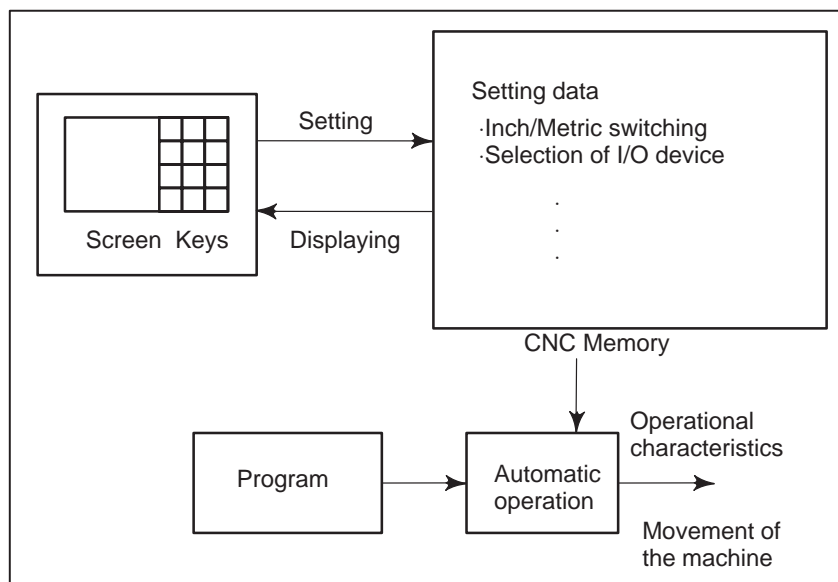 Setting data
·Inch/Metric switching
·Selection of I/O device
.
.
.
Setting
Displaying
Screen Keys
CNC Memory
Program
Automatic
operation
Operational
characteristics
Movement of
the machine